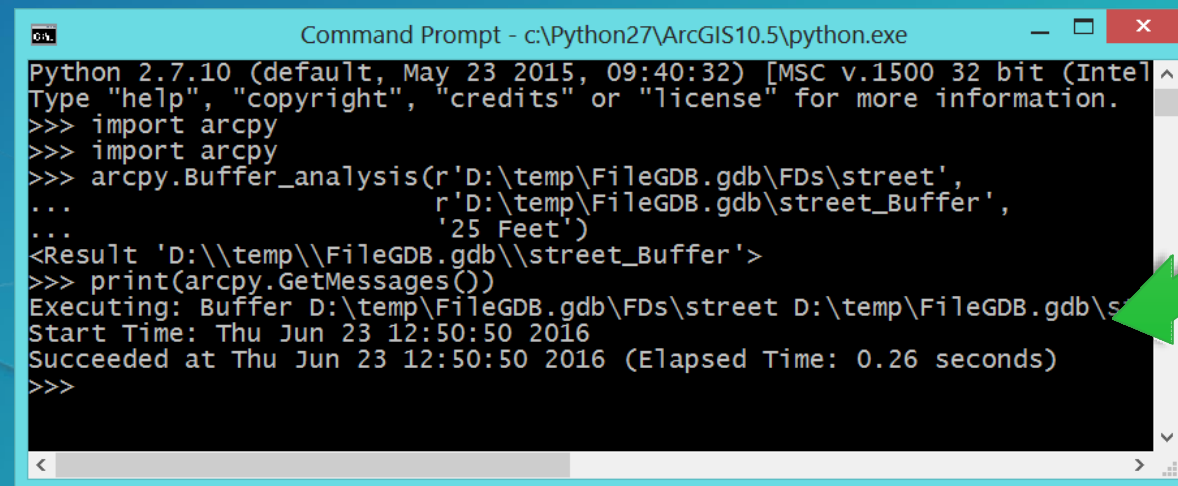 Command Prompt - c:\Python27\ArcGIS10.5\python.exe
Python 2.7.10 (default, May 23 2015, 09:40:32) [MSC v.1500 32 bit (Intel
Type "help", "copyright", "credits" or "license" for more information.
>>> import arcpy
>>> import arcpy
>>> arcpy.Buffer_analysis(r'D:\temp\FileGDB.gdb\FDs\street',
...                       r'D:\temp\FileGDB.gdb\street_Buffer',
...                       '25 Feet')
<Result 'D:\\temp\\FileGDB.gdb\\street_Buffer'>
>>> print(arcpy.GetMessages())
Executing: Buffer D:\temp\FileGDB.gdb\FDs\street D:\temp\FileGDB.gdb\s
Start Time: Thu Jun 23 12:50:50 2016
Succeeded at Thu Jun 23 12:50:50 2016 (Elapsed Time: 0.26 seconds)
>>>